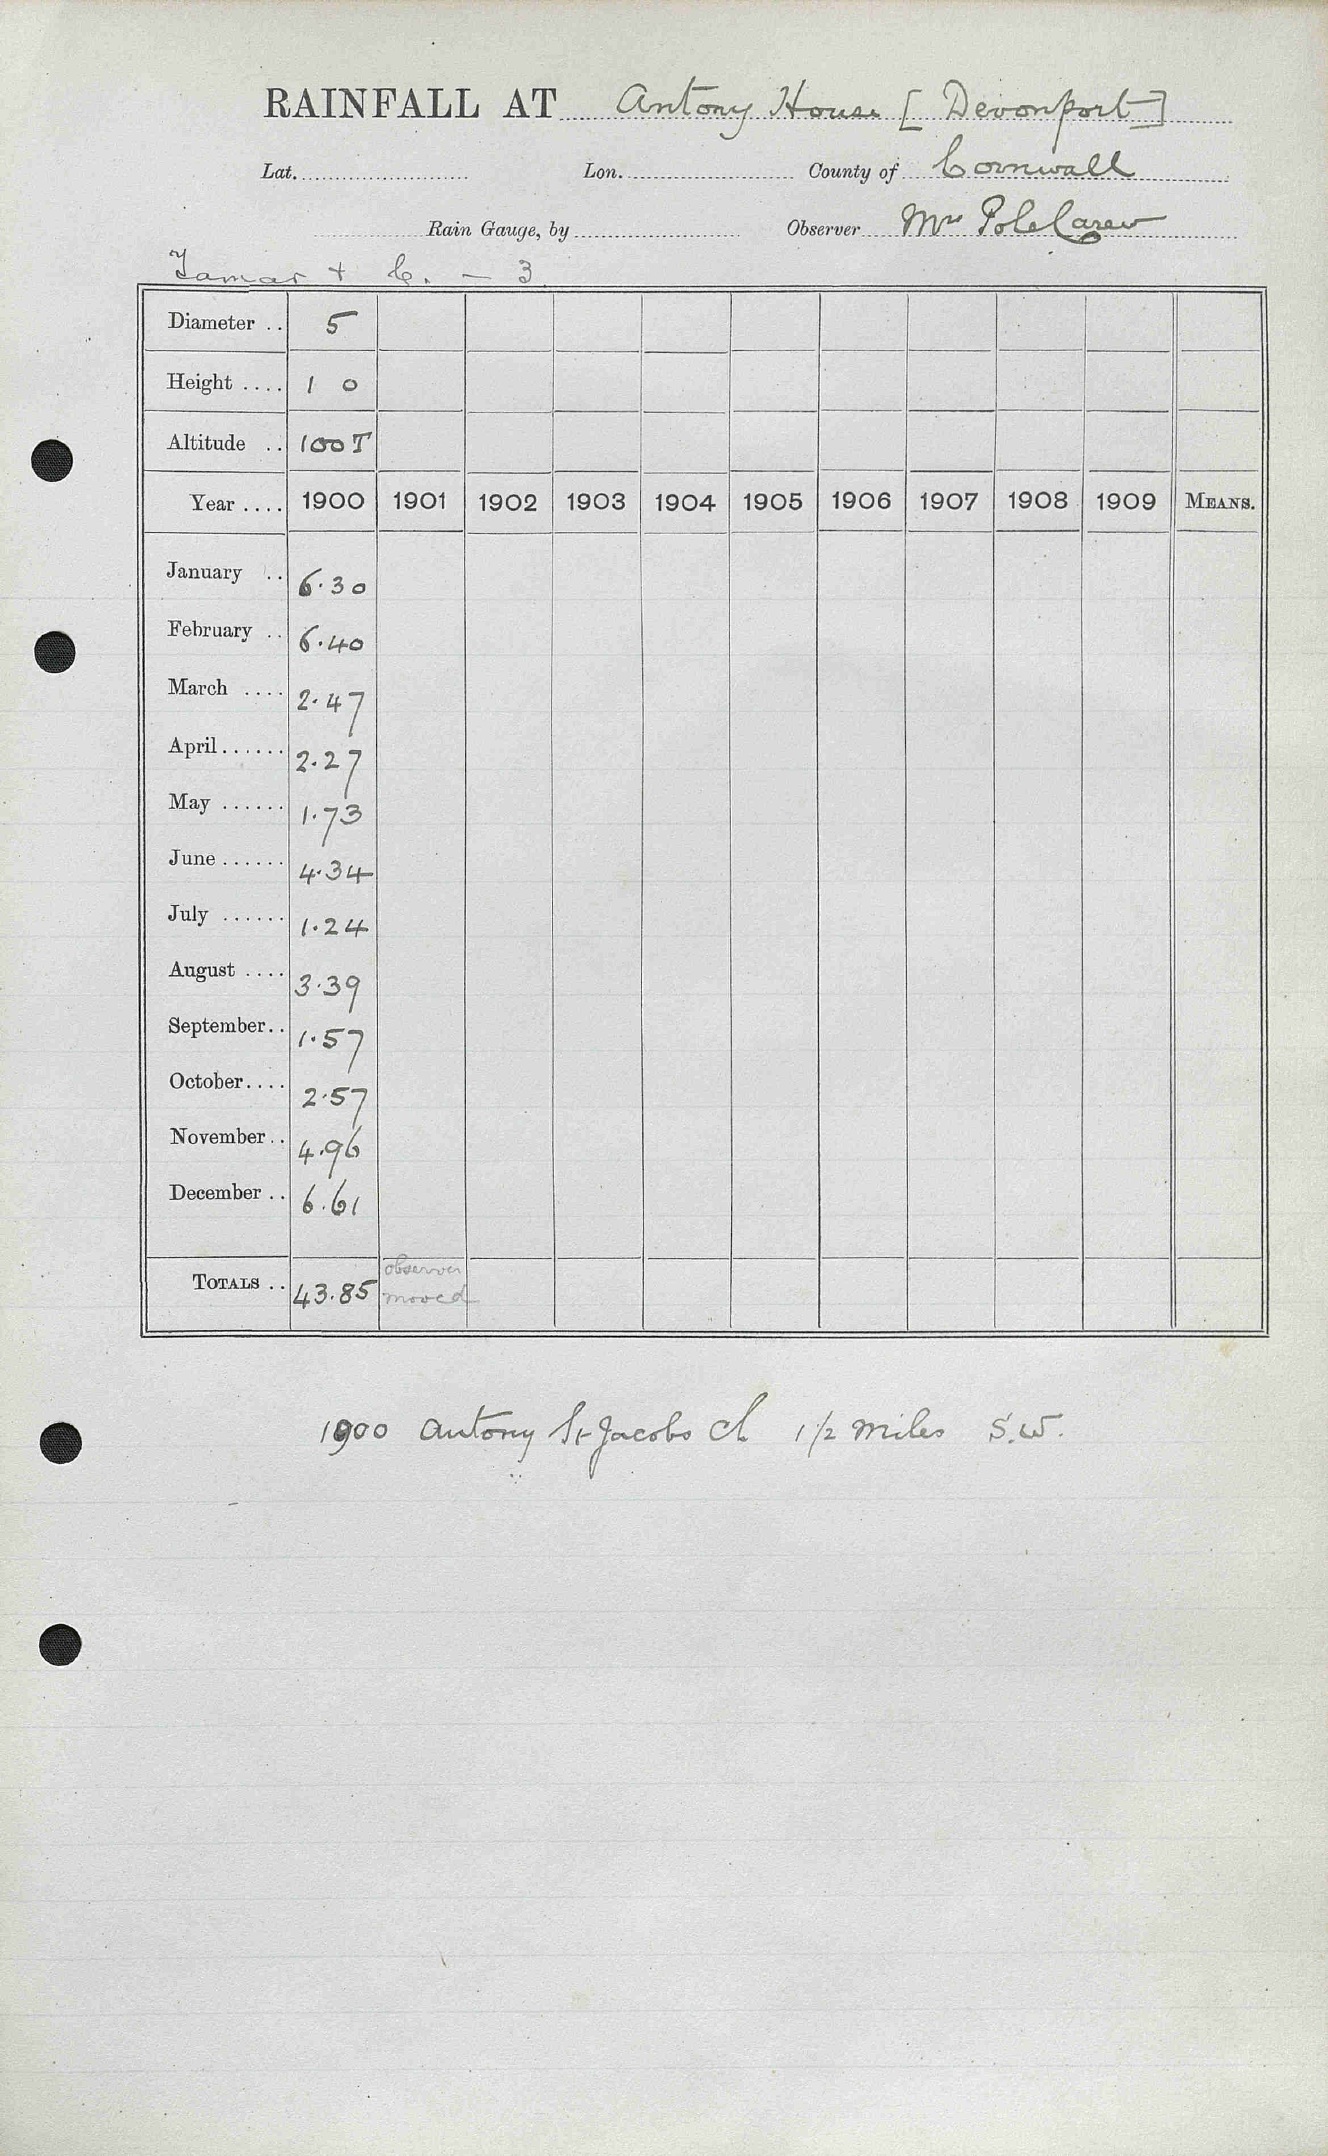 RAINFALL AT Antony House [Devonport]
Lat. Lon. County of Cornwall
Rain Gauge, by Observer Mrs Pole Carew
Tamar + C. — 3
Diameter .. 5
Height .... 1 0
Altitude .. 100 T
Year .... 1900 1901 1902 1903 1904 1905 1906 1907 1908 1909 MEANS.
January .. 6.30
February .. 6.40
March .... 2.47
April ...... 2.27
May ...... 1.73
June ...... 4.34
July ...... 1.24
August .... 3.39
September .. 1.57
October .... 2.57
November .. 4.96
December .. 6.61
TOTALS .. 43.85 observer moved
1900 Antony St Jacobs Ch 1 1/2 miles S.W.